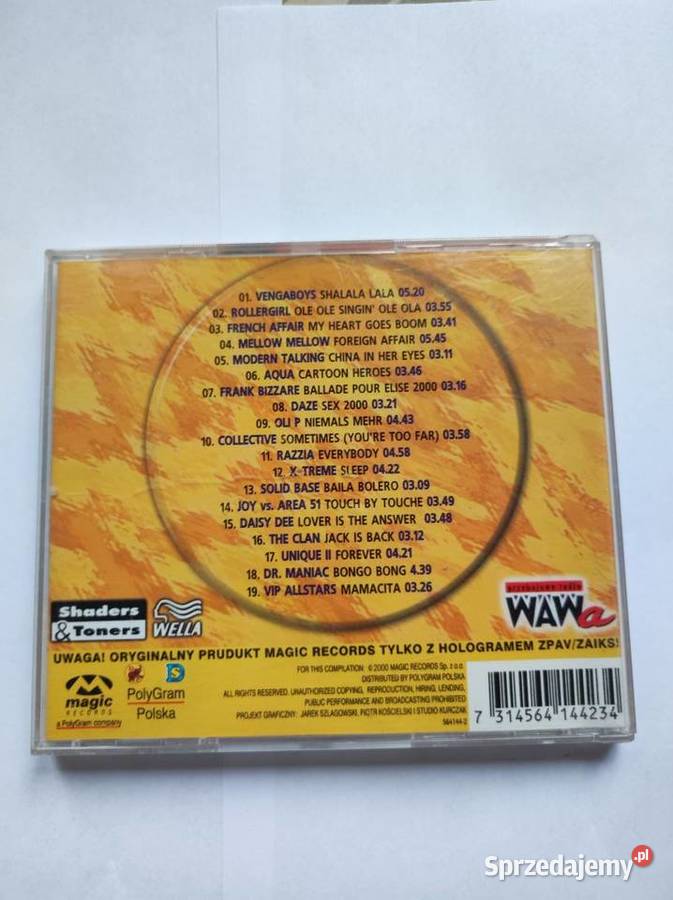 01. VENGABOYS SHALALA LALA 05.20
02. ROLLERGIRL OLE OLE SINGIN' OLE OLA 03.55
03. FRENCH AFFAIR MY HEART GOES BOOM 03.41
04. MELLOW MELLOW FOREIGN AFFAIR 05.45
05. MODERN TALKING CHINA IN HER EYES 03.11
06. AQUA CARTOON HEROES 03.46
07. FRANK BIZZARE BALLADE POUR ELISE 2000 03.16
08. DAZE SEX 2000 03.21
09. OLI P NIEMALS MEHR 04.43
10. COLLECTIVE SOMETIMES (YOU'RE TOO FAR) 03.58
11. RAZZIA EVERYBODY 04.58
12. X-TREME SLEEP 04.22
13. SOLID BASE BAILA BOLERO 03.09
14. JOY vs. AREA 51 TOUCH BY TOUCHE 03.49
15. DAISY DEE LOVER IS THE ANSWER 03.48
16. THE CLAN JACK IS BACK 03.12
17. UNIQUE II FOREVER 04.21
18. DR. MANIAC BONGO BONG 4.39
19. VIP ALLSTARS MAMACITA 03.26
Shaders
& Toners
WELLA
przebojowe radio
WAWa
UWAGA! ORYGINALNY PRUDUKT MAGIC RECORDS TYLKO Z HOLOGRAMEM ZPAV/ZAIKS!
magic
RECORDS
a PolyGram company
PolyGram
Polska
FOR THIS COMPILATION: © 2000 MAGIC RECORDS Sp. z o.o.
DISTRIBUTED BY POLYGRAM POLSKA
ALL RIGHTS RESERVED. UNAUTHORIZED COPYING, REPRODUCTION, HIRING, LENDING,
PUBLIC PERFORMANCE AND BROADCASTING PROHIBITED
PROJEKT GRAFICZNY: JAREK SZLAGOWSKI, PIOTR KOŚCIELSKI I STUDIO KURCZAK
564144-2
7 314564 144234
Sprzedajemy.pl